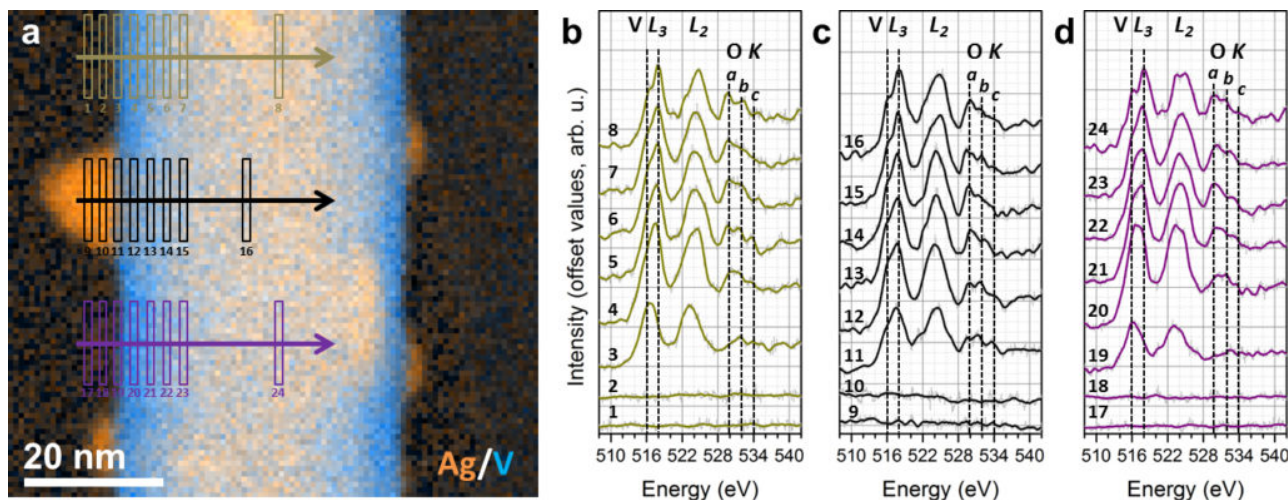 a
1 2 3 4 5 6 7 8
9 10 11 12 13 14 15 16
17 18 19 20 21 22 23 24
20 nm
Ag/V
b
V L3 L2
O K
a b c
8
7
6
5
4
3
2
1
510 516 522 528 534 540
Energy (eV)
Intensity (offset values, arb. u.)
c
V L3 L2
O K
a b c
16
15
14
13
12
11
10
9
510 516 522 528 534 540
Energy (eV)
d
V L3 L2
O K
a b c
24
23
22
21
20
19
18
17
510 516 522 528 534 540
Energy (eV)